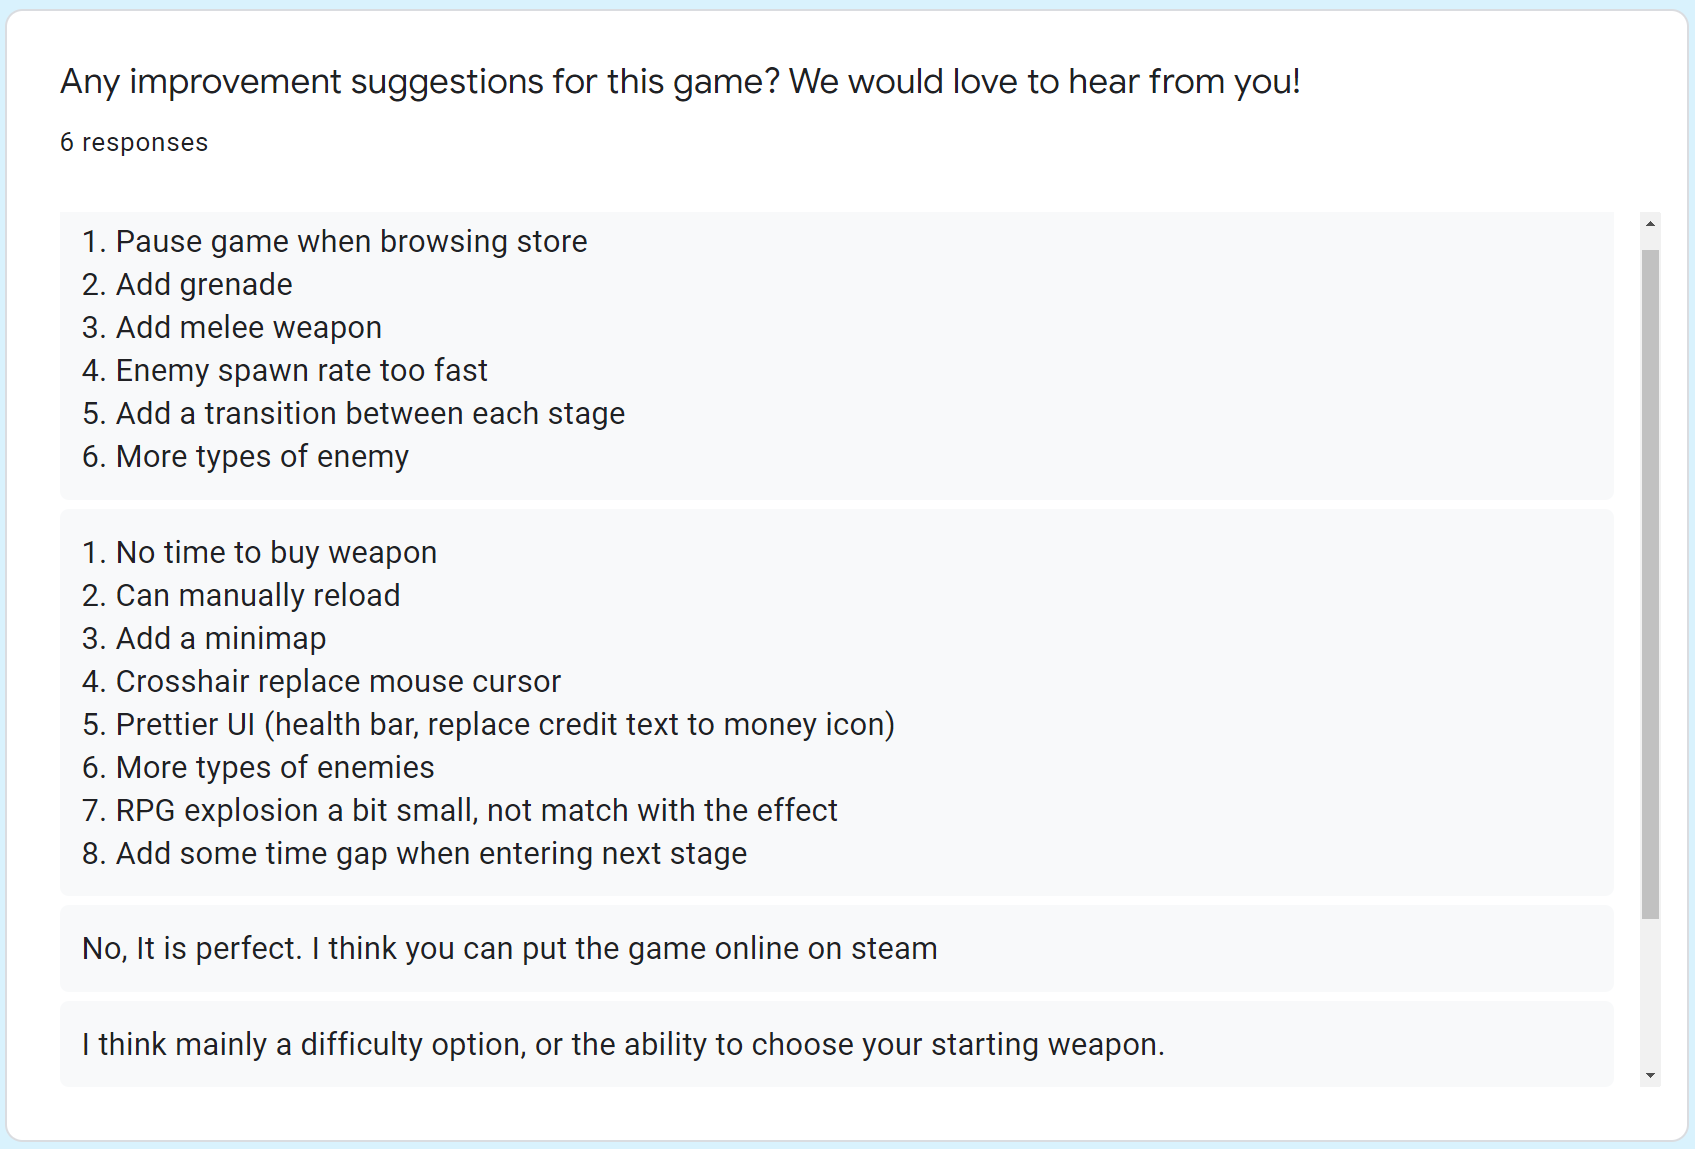 Any improvement suggestions for this game? We would love to hear from you!
6 responses
1. Pause game when browsing store
2. Add grenade
3. Add melee weapon
4. Enemy spawn rate too fast
5. Add a transition between each stage
6. More types of enemy
1. No time to buy weapon
2. Can manually reload
3. Add a minimap
4. Crosshair replace mouse cursor
5. Prettier UI (health bar, replace credit text to money icon)
6. More types of enemies
7. RPG explosion a bit small, not match with the effect
8. Add some time gap when entering next stage
No, It is perfect. I think you can put the game online on steam
I think mainly a difficulty option, or the ability to choose your starting weapon.